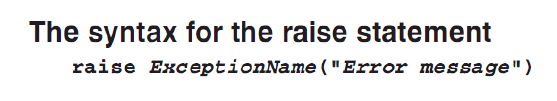 The syntax for the raise statement
raise ExceptionName("Error message")